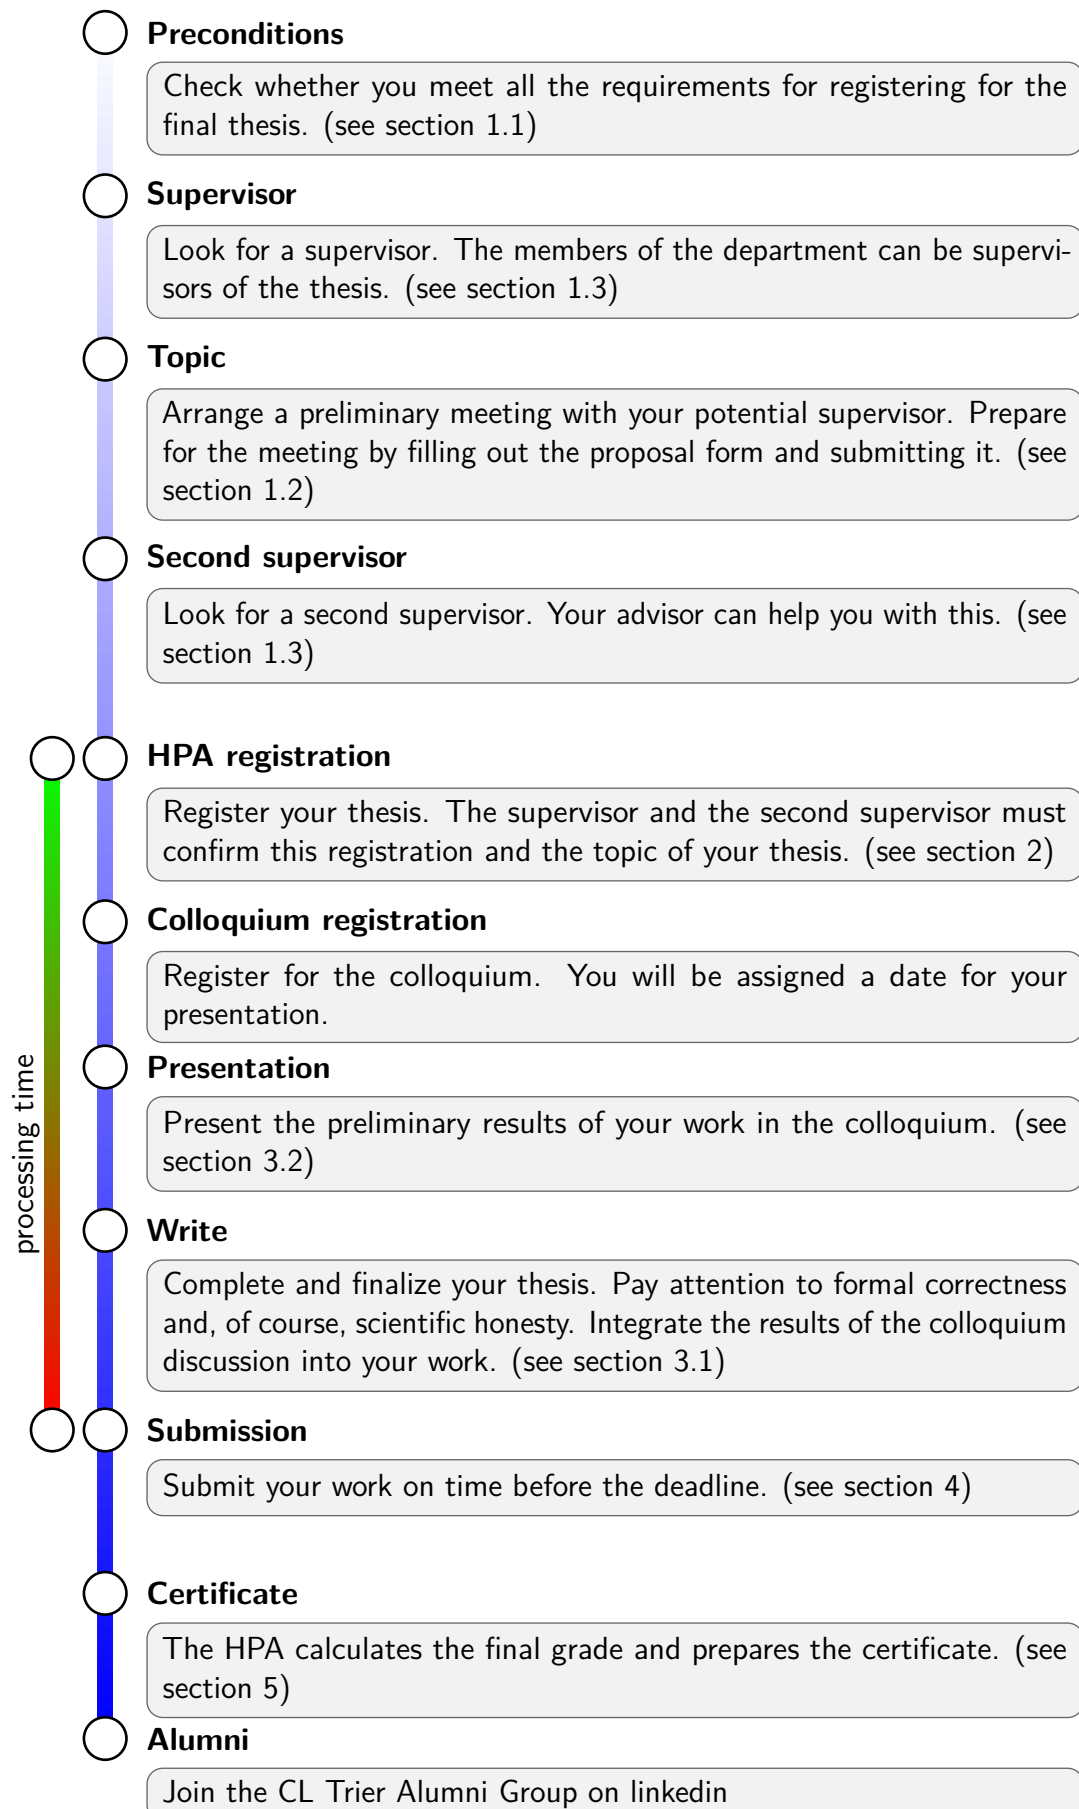 Preconditions
Check whether you meet all the requirements for registering for the
final thesis. (see section 1.1)
Supervisor
Look for a supervisor. The members of the department can be supervi-
sors of the thesis. (see section 1.3)
Topic
Arrange a preliminary meeting with your potential supervisor. Prepare
for the meeting by filling out the proposal form and submitting it. (see
section 1.2)
Second supervisor
Look for a second supervisor. Your advisor can help you with this. (see
section 1.3)
HPA registration
Register your thesis. The supervisor and the second supervisor must
confirm this registration and the topic of your thesis. (see section 2)
Colloquium registration
Register for the colloquium. You will be assigned a date for your
presentation.
processing time
Presentation
Present the preliminary results of your work in the colloquium. (see
section 3.2)
Write
Complete and finalize your thesis. Pay attention to formal correctness
and, of course, scientific honesty. Integrate the results of the colloquium
discussion into your work. (see section 3.1)
Submission
Submit your work on time before the deadline. (see section 4)
Certificate
The HPA calculates the final grade and prepares the certificate. (see
section 5)
Alumni
Join the CL Trier Alumni Group on linkedin